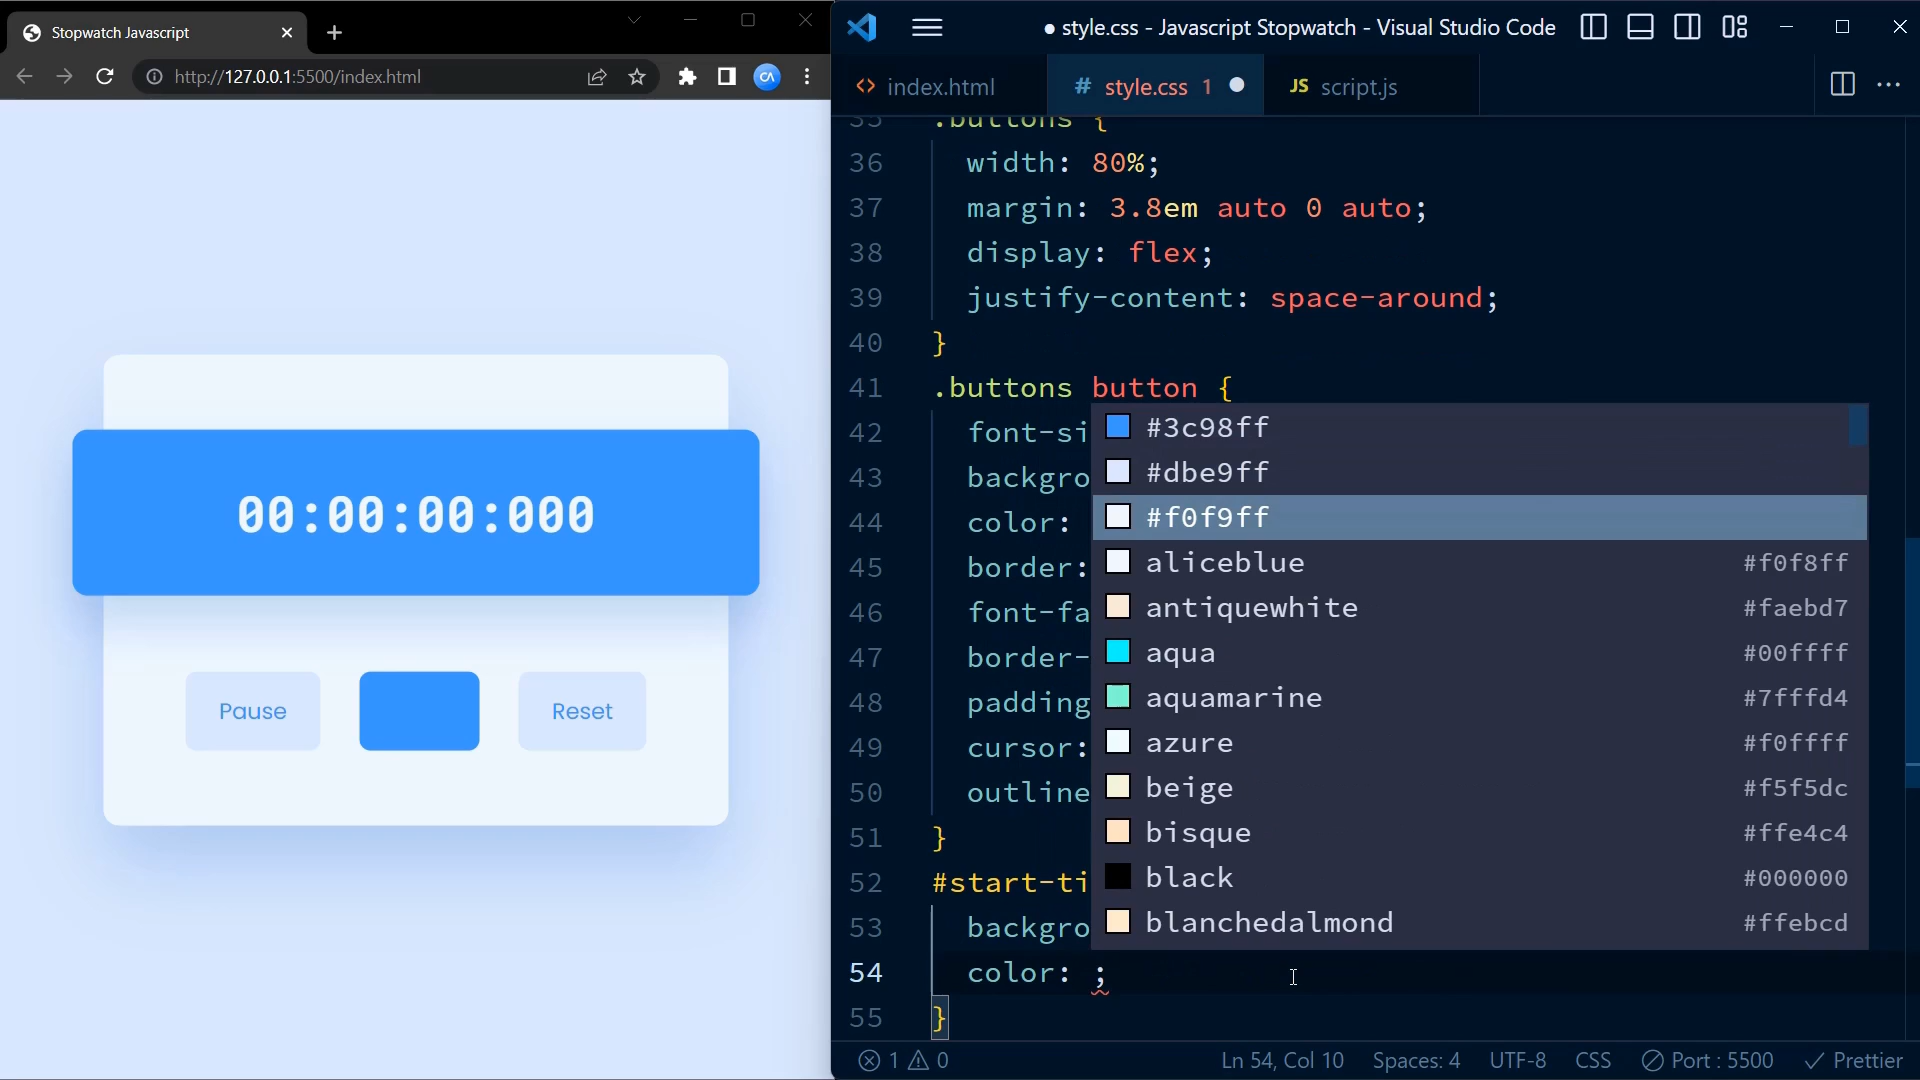 Stopwatch Javascript
http://127.0.0.1:5500/index.html
CA
00:00:00:000
Pause
Reset
style.css - Javascript Stopwatch - Visual Studio Code
<> index.html
# style.css 1
JS script.js
35 .buttons {
36 width: 80%;
37 margin: 3.8em auto 0 auto;
38 display: flex;
39 justify-content: space-around;
40 }
41 .buttons button {
42 font-si
43 backgro
44 color:
45 border:
46 font-fa
47 border-
48 padding
49 cursor:
50 outline
51 }
52 #start-ti
53 backgro
54 color: ;
55 }
#3c98ff
#dbe9ff
#f0f9ff
aliceblue #f0f8ff
antiquewhite #faebd7
aqua #00ffff
aquamarine #7fffd4
azure #f0ffff
beige #f5f5dc
bisque #ffe4c4
black #000000
blanchedalmond #ffebcd
1 0 Ln 54, Col 10 Spaces: 4 UTF-8 CSS Port : 5500 Prettier